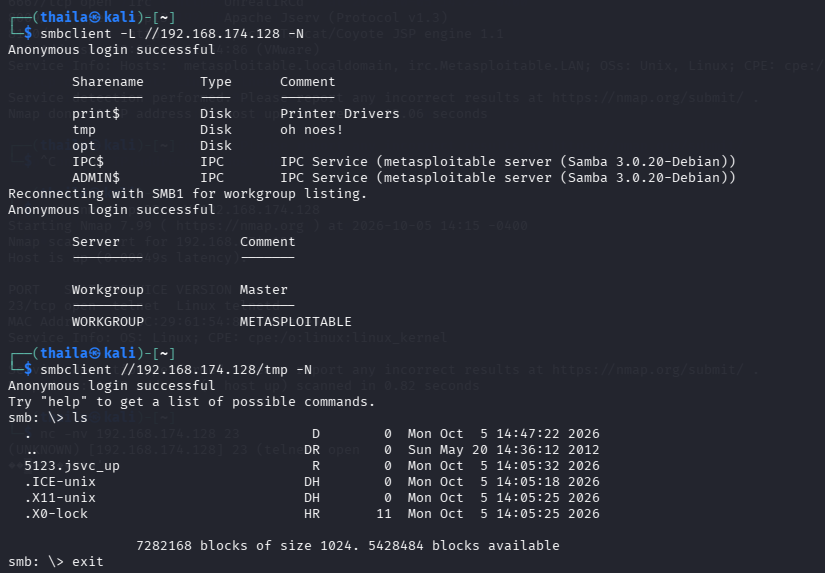 ┌──(thaila㉿kali)-[~]
└─$ smbclient -L //192.168.174.128 -N
Anonymous login successful

        Sharename       Type      Comment
        ---------       ----      -------
        print$          Disk      Printer Drivers
        tmp             Disk      oh noes!
        opt             Disk
        IPC$            IPC       IPC Service (metasploitable server (Samba 3.0.20-Debian))
        ADMIN$          IPC       IPC Service (metasploitable server (Samba 3.0.20-Debian))
Reconnecting with SMB1 for workgroup listing.
Anonymous login successful

        Server               Comment
        ---------            -------

        Workgroup            Master
        ---------            -------
        WORKGROUP            METASPLOITABLE

┌──(thaila㉿kali)-[~]
└─$ smbclient //192.168.174.128/tmp -N
Anonymous login successful
Try "help" to get a list of possible commands.
smb: \> ls
  .                                   D        0  Mon Oct  5 14:47:22 2026
  ..                                 DR        0  Sun May 20 14:36:12 2012
  5123.jsvc_up                        R        0  Mon Oct  5 14:05:32 2026
  .ICE-unix                          DH        0  Mon Oct  5 14:05:18 2026
  .X11-unix                          DH        0  Mon Oct  5 14:05:25 2026
  .X0-lock                           HR       11  Mon Oct  5 14:05:25 2026

                7282168 blocks of size 1024. 5428484 blocks available
smb: \> exit